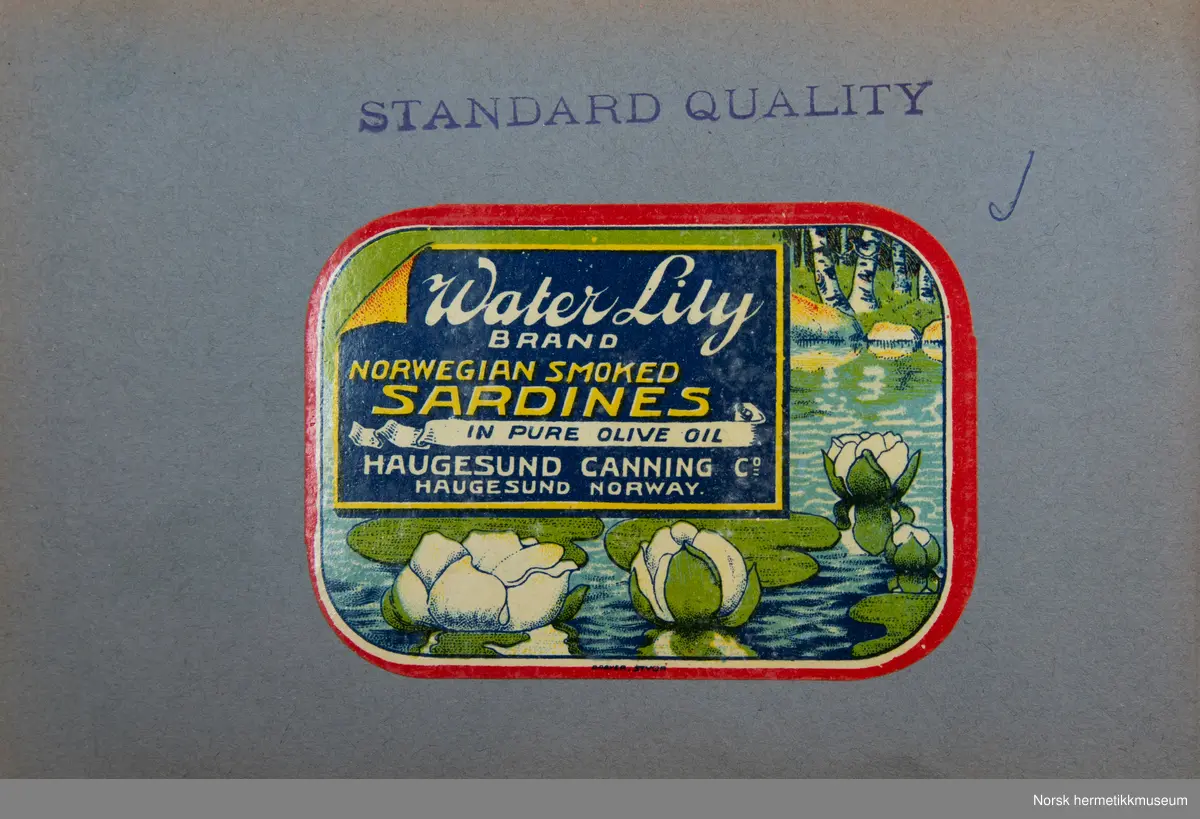 STANDARD QUALITY
Water Lily
BRAND
NORWEGIAN SMOKED
SARDINES
IN PURE OLIVE OIL
HAUGESUND CANNING Cº
HAUGESUND NORWAY.
Norsk hermetikkmuseum